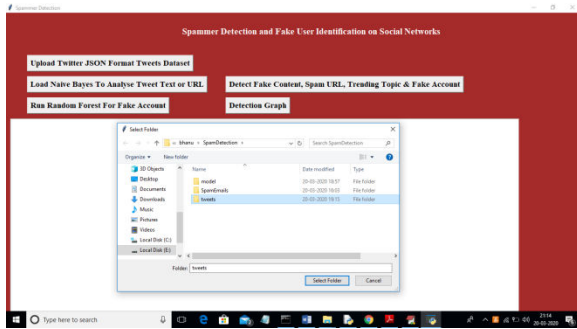 Spammer Detection
Spammer Detection and Fake User Identification on Social Networks
Upload Twitter JSON Format Tweets Dataset
Load Naive Bayes To Analyse Tweet Text or URL
Detect Fake Content, Spam URL, Trending Topic & Fake Account
Run Random Forest For Fake Account
Detection Graph
Select Folder
« bhanu > SpamDetection >
Search SpamDetection
Organize
New folder
Name
Date modified
Type
3D Objects
Desktop
Documents
Downloads
Music
Pictures
Videos
Local Disk (C:)
Local Disk (E:)
model
20-03-2020 18:57
File folder
SpamEmails
20-03-2020 18:03
File folder
tweets
20-03-2020 19:15
File folder
Folder: tweets
Select Folder
Cancel
Type here to search
21:14
20-03-2020